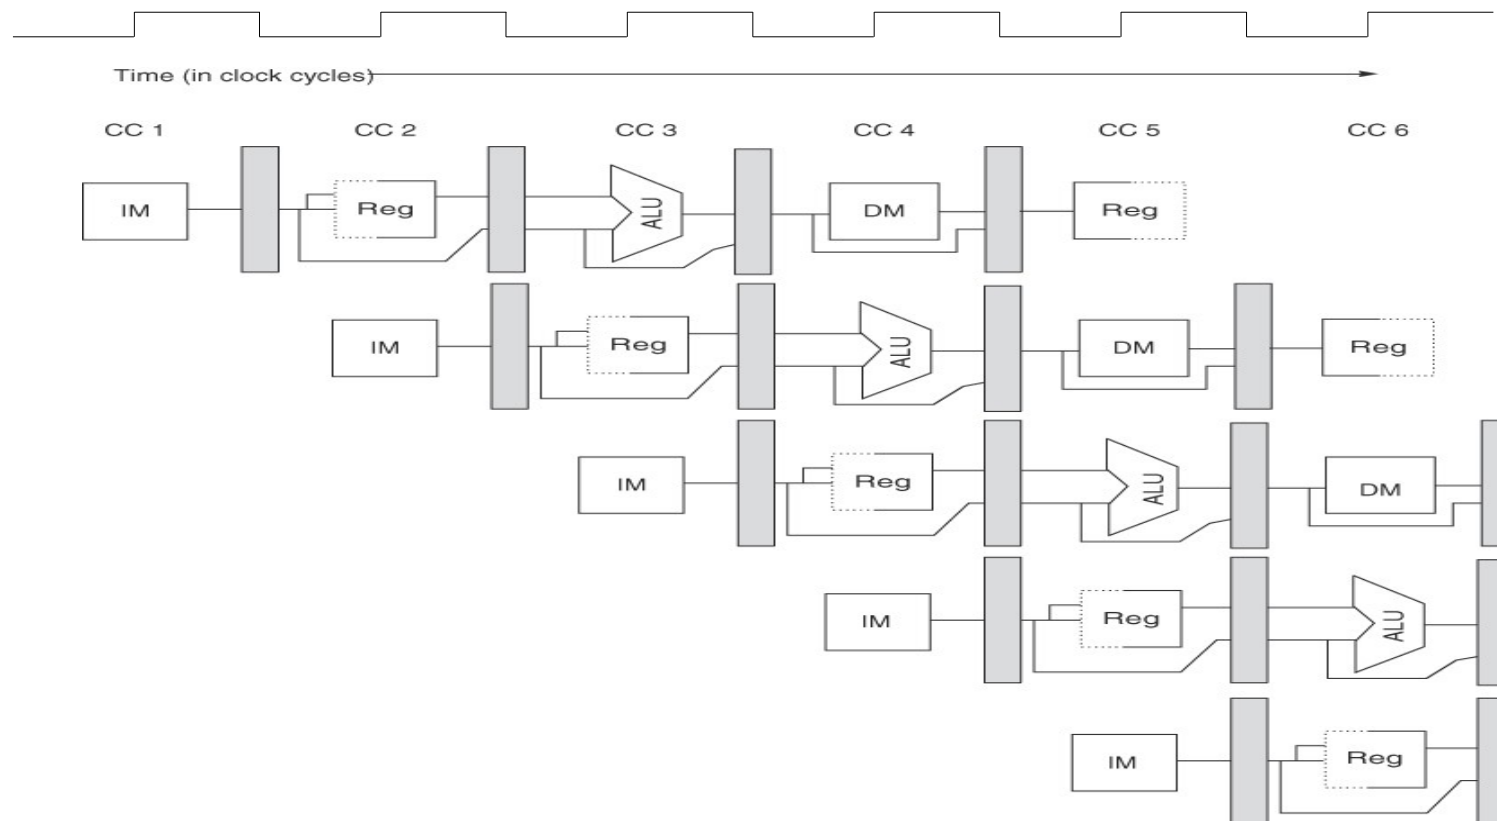 Time (in clock cycles)
CC 1 CC 2 CC 3 CC 4 CC 5 CC 6
IM Reg ALU DM Reg
IM Reg ALU DM Reg
IM Reg ALU DM
IM Reg ALU
IM Reg